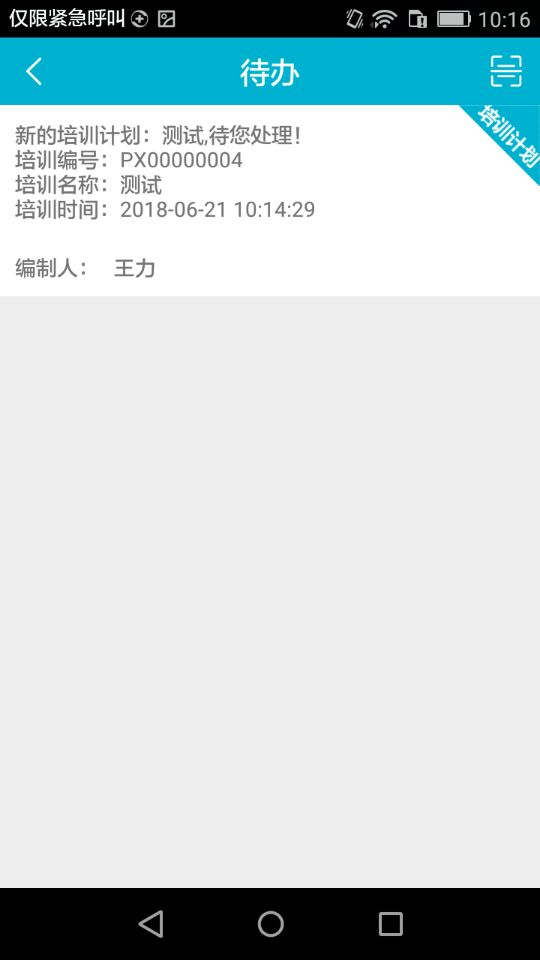 仅限紧急呼叫
10:16
待办
培训计划
新的培训计划：测试,待您处理！
培训编号：PX00000004
培训名称：测试
培训时间：2018-06-21 10:14:29
编制人： 王力